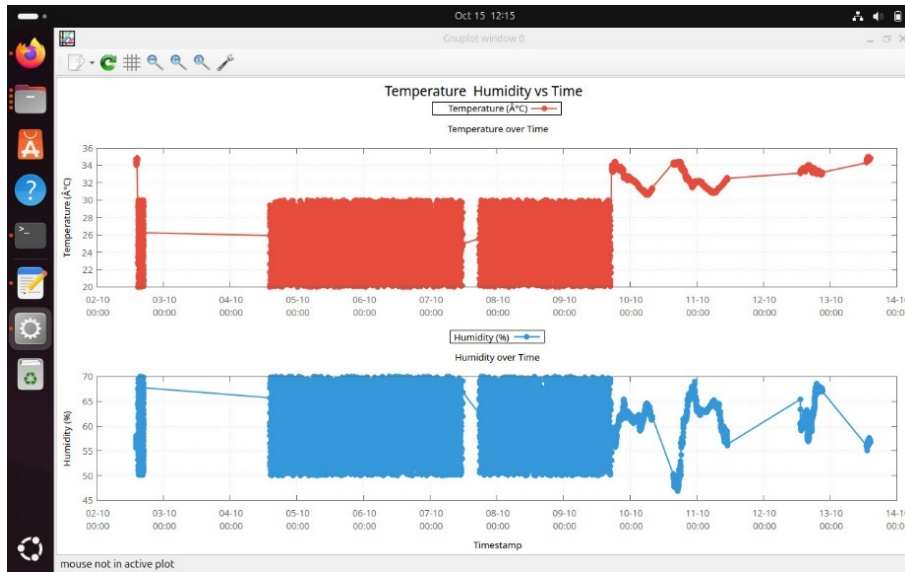 Oct 15 12:15
Gnuplot window 0
Temperature Humidity vs Time
Temperature (Â°C)
Temperature over Time
Temperature (Â°C)
36
34
32
30
28
26
24
22
20
02-10 03-10 04-10 05-10 06-10 07-10 08-10 09-10 10-10 11-10 12-10 13-10 14-10
00:00 00:00 00:00 00:00 00:00 00:00 00:00 00:00 00:00 00:00 00:00 00:00 00:00
Humidity (%)
Humidity over Time
Humidity (%)
70
65
60
55
50
45
02-10 03-10 04-10 05-10 06-10 07-10 08-10 09-10 10-10 11-10 12-10 13-10 14-10
00:00 00:00 00:00 00:00 00:00 00:00 00:00 00:00 00:00 00:00 00:00 00:00 00:00
Timestamp
mouse not in active plot